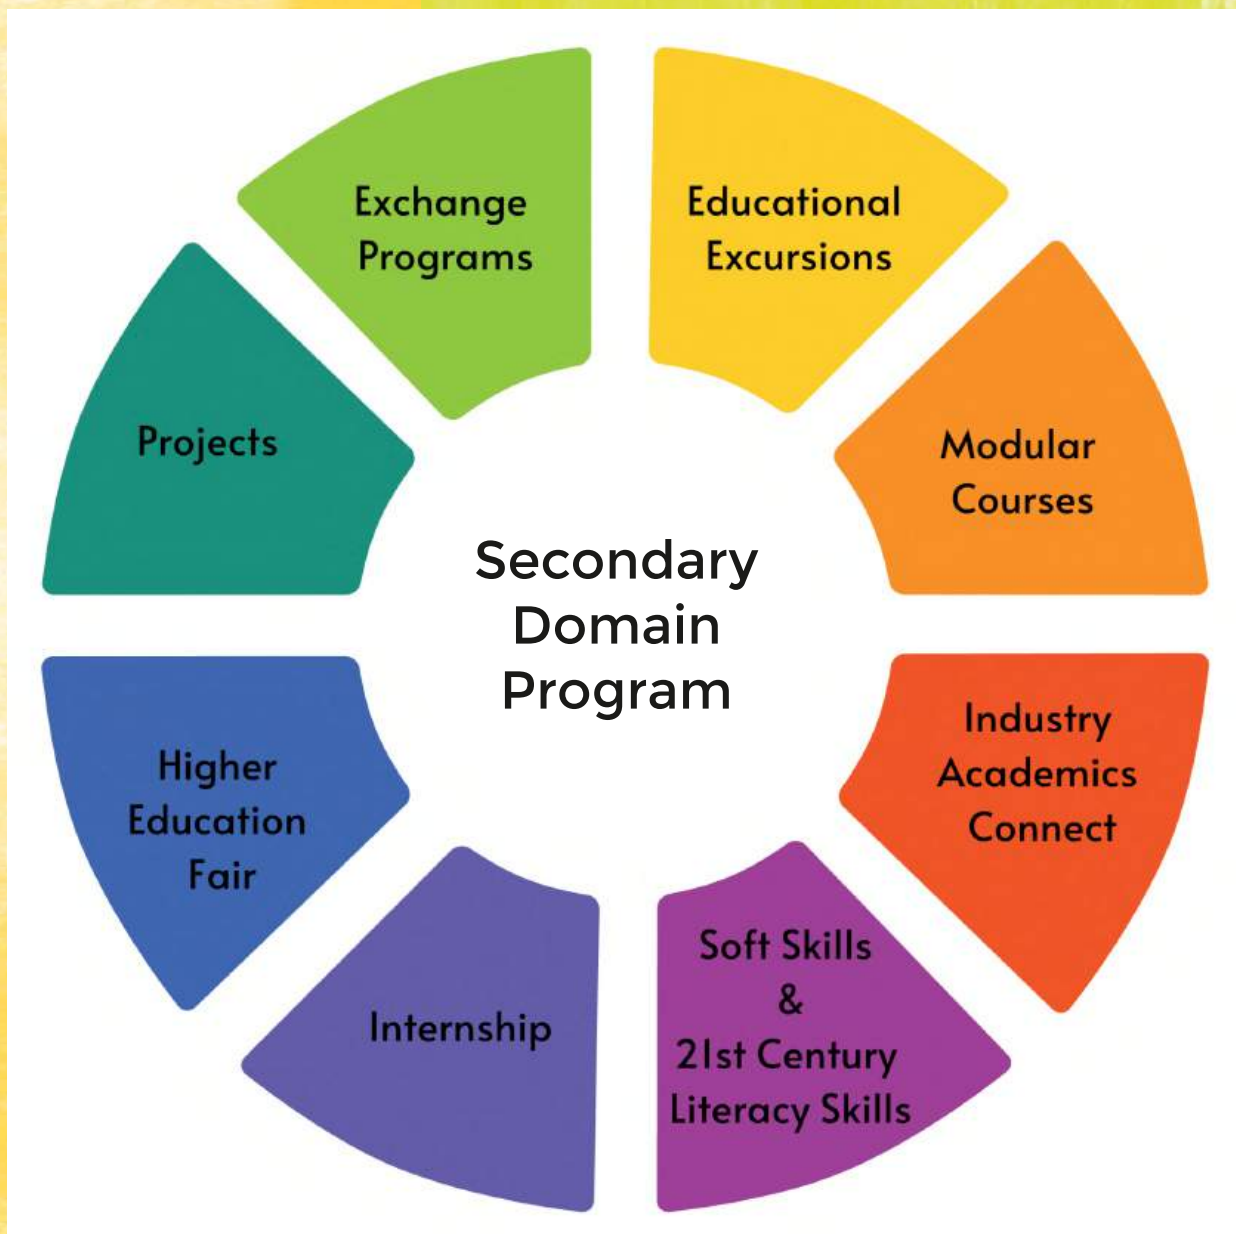 Exchange
Programs
Educational
Excursions
Projects
Modular
Courses
Secondary
Domain
Program
Higher
Education
Fair
Industry
Academics
Connect
Internship
Soft Skills
&
21st Century
Literacy Skills